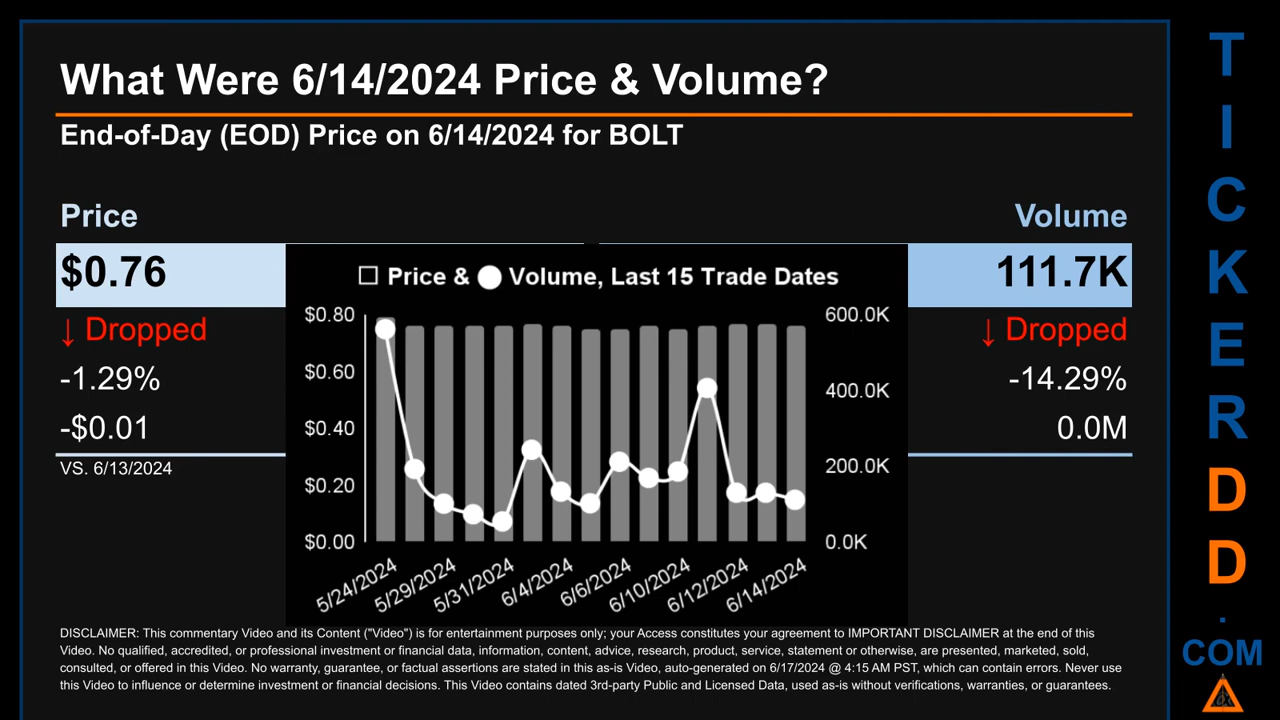 What Were 6/14/2024 Price & Volume?
End-of-Day (EOD) Price on 6/14/2024 for BOLT
Price
Volume
$0.76
111.7K
↓ Dropped
↓ Dropped
-1.29%
-14.29%
-$0.01
0.0M
VS. 6/13/2024
Price & Volume, Last 15 Trade Dates
$0.80
$0.60
$0.40
$0.20
$0.00
600.0K
400.0K
200.0K
0.0K
5/24/2024
5/29/2024
5/31/2024
6/4/2024
6/6/2024
6/10/2024
6/12/2024
6/14/2024
DISCLAIMER: This commentary Video and its Content ("Video") is for entertainment purposes only; your Access constitutes your agreement to IMPORTANT DISCLAIMER at the end of this
Video. No qualified, accredited, or professional investment or financial data, information, content, advice, research, product, service, statement or otherwise, are presented, marketed, sold,
consulted, or offered in this Video. No warranty, guarantee, or factual assertions are stated in this as-is Video, auto-generated on 6/17/2024 @ 4:15 AM PST, which can contain errors. Never use
this Video to influence or determine investment or financial decisions. This Video contains dated 3rd-party Public and Licensed Data, used as-is without verifications, warranties, or guarantees.
T
I
C
K
E
R
D
D
.
COM